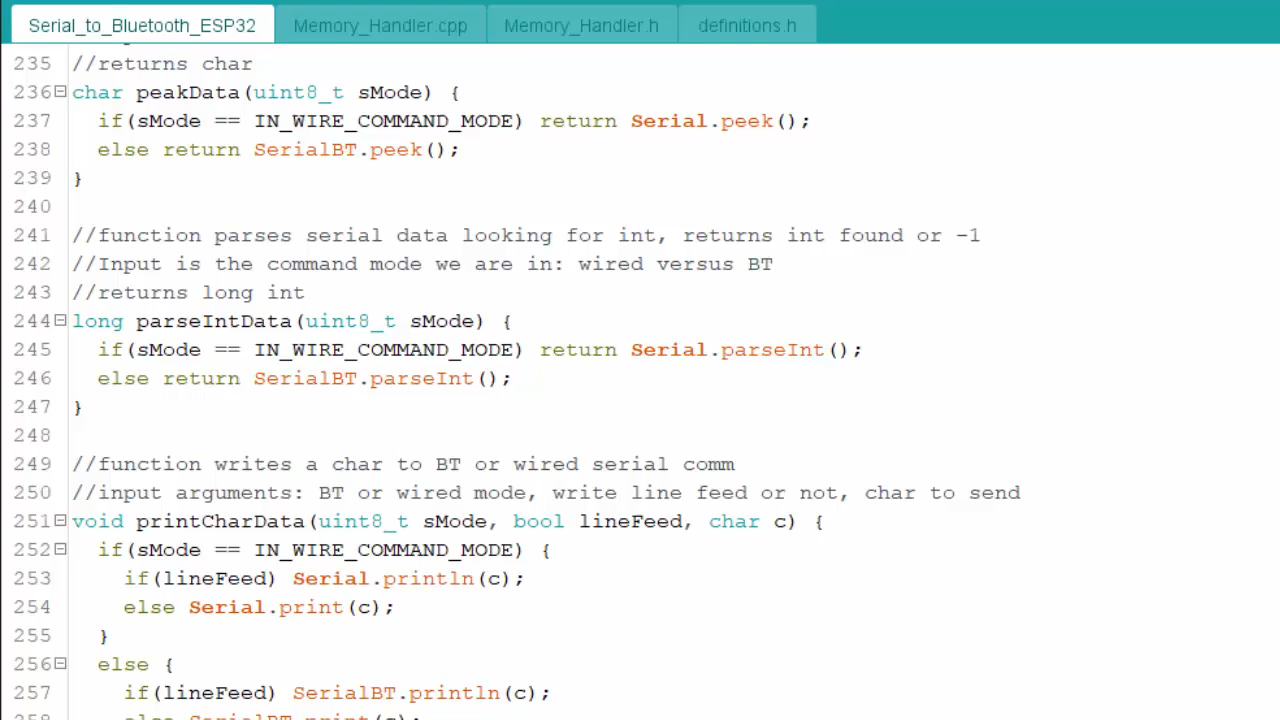 Serial_to_Bluetooth_ESP32 Memory_Handler.cpp Memory_Handler.h definitions.h
235 //returns char
236 char peakData(uint8_t sMode) {
237 if(sMode == IN_WIRE_COMMAND_MODE) return Serial.peek();
238 else return SerialBT.peek();
239 }
240
241 //function parses serial data looking for int, returns int found or -1
242 //Input is the command mode we are in: wired versus BT
243 //returns long int
244 long parseIntData(uint8_t sMode) {
245 if(sMode == IN_WIRE_COMMAND_MODE) return Serial.parseInt();
246 else return SerialBT.parseInt();
247 }
248
249 //function writes a char to BT or wired serial comm
250 //input arguments: BT or wired mode, write line feed or not, char to send
251 void printCharData(uint8_t sMode, bool lineFeed, char c) {
252 if(sMode == IN_WIRE_COMMAND_MODE) {
253 if(lineFeed) Serial.println(c);
254 else Serial.print(c);
255 }
256 else {
257 if(lineFeed) SerialBT.println(c);
258 else SerialBT.print(c);